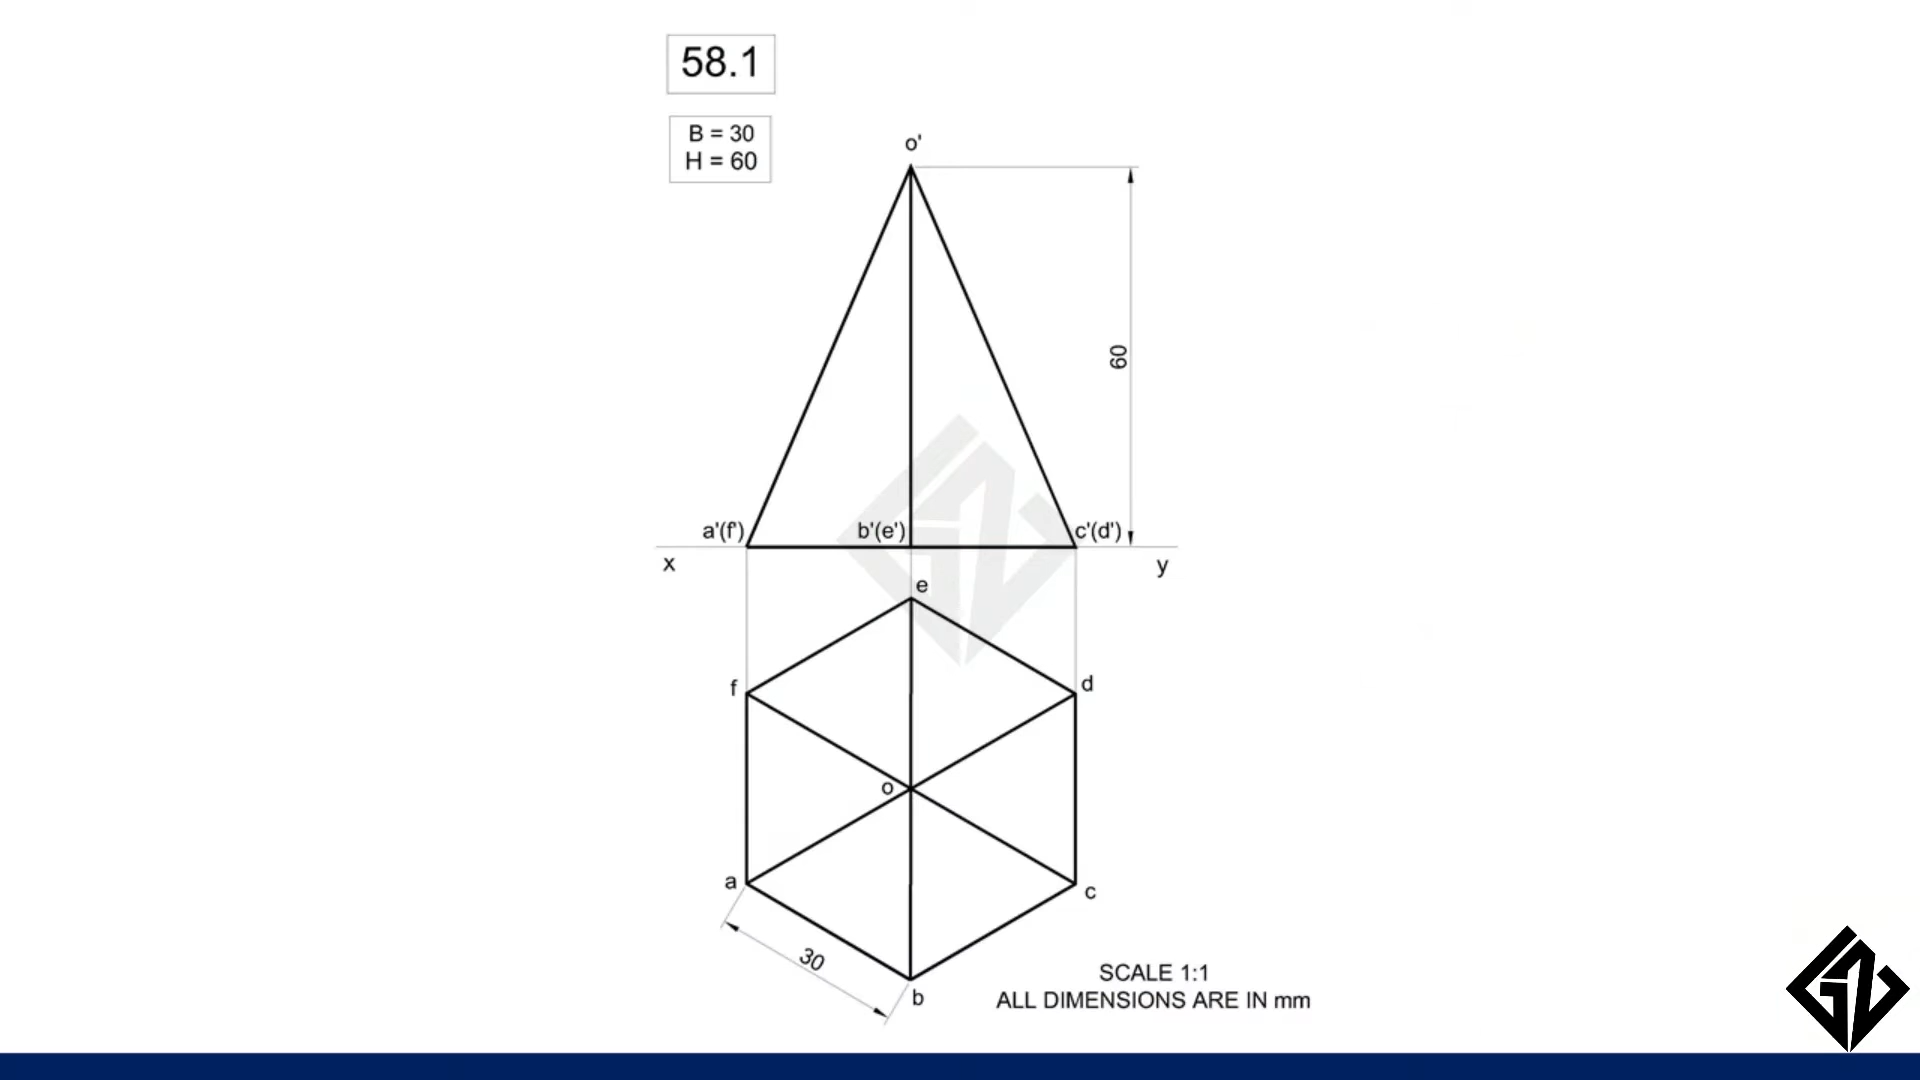 58.1
B = 30
H = 60
o'
60
a'(f')
b'(e')
c'(d')
x
y
e
f
d
o
a
c
30
b
SCALE 1:1
ALL DIMENSIONS ARE IN mm